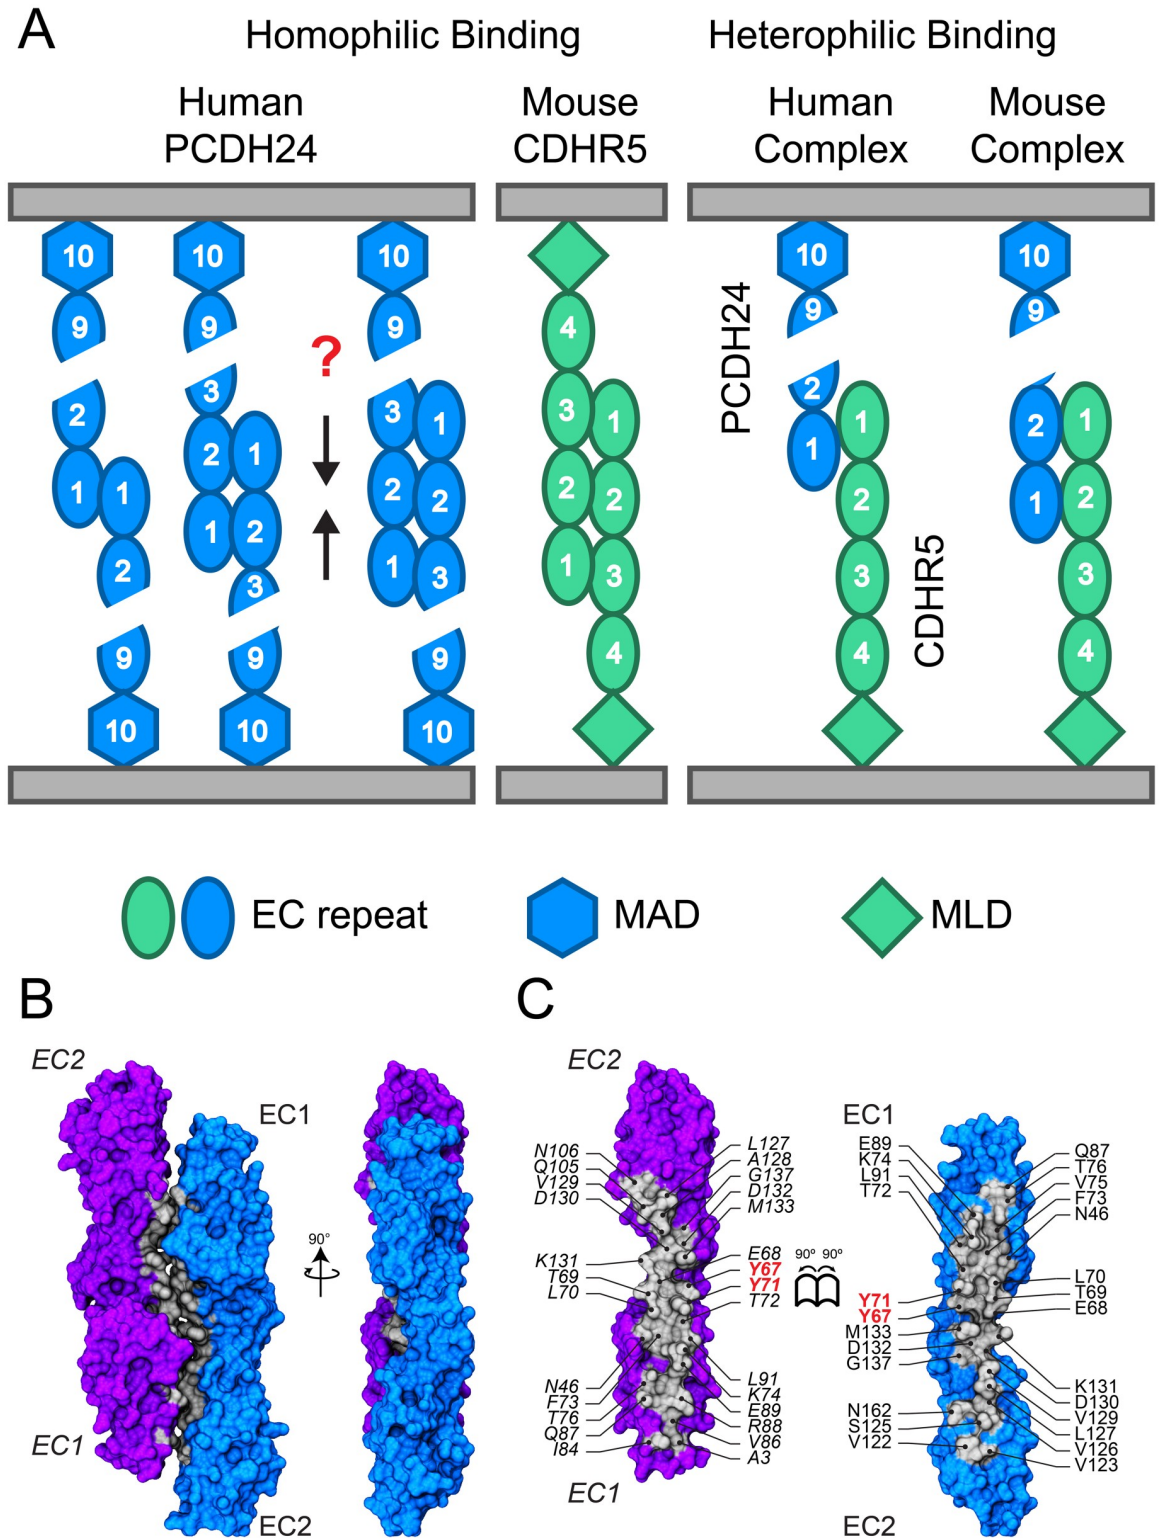 A
Homophilic Binding
Heterophilic Binding
Human
PCDH24
Mouse
CDHR5
Human
Complex
Mouse
Complex
10
9
2
1
1
2
9
10
10
9
3
2
1
1
2
3
9
10
?
10
9
3
1
2
2
1
3
9
10
4
3
1
2
2
1
3
4
PCDH24
10
9
2
1
1
2
3
4
CDHR5
10
9
2
1
1
2
3
4
EC repeat
MAD
MLD
B
EC2
EC1
EC1
EC2
90°
C
EC2
N106
Q105
V129
D130
K131
T69
L70
N46
F73
T76
Q87
I84
EC1
L127
A128
G137
D132
M133
E68
Y67
Y71
T72
L91
K74
E89
R88
V86
A3
90° 90°
EC1
E89
K74
L91
T72
Y71
Y67
M133
D132
G137
N162
S125
V122
Q87
T76
V75
F73
N46
L70
T69
E68
K131
D130
V129
L127
V126
V123
EC2